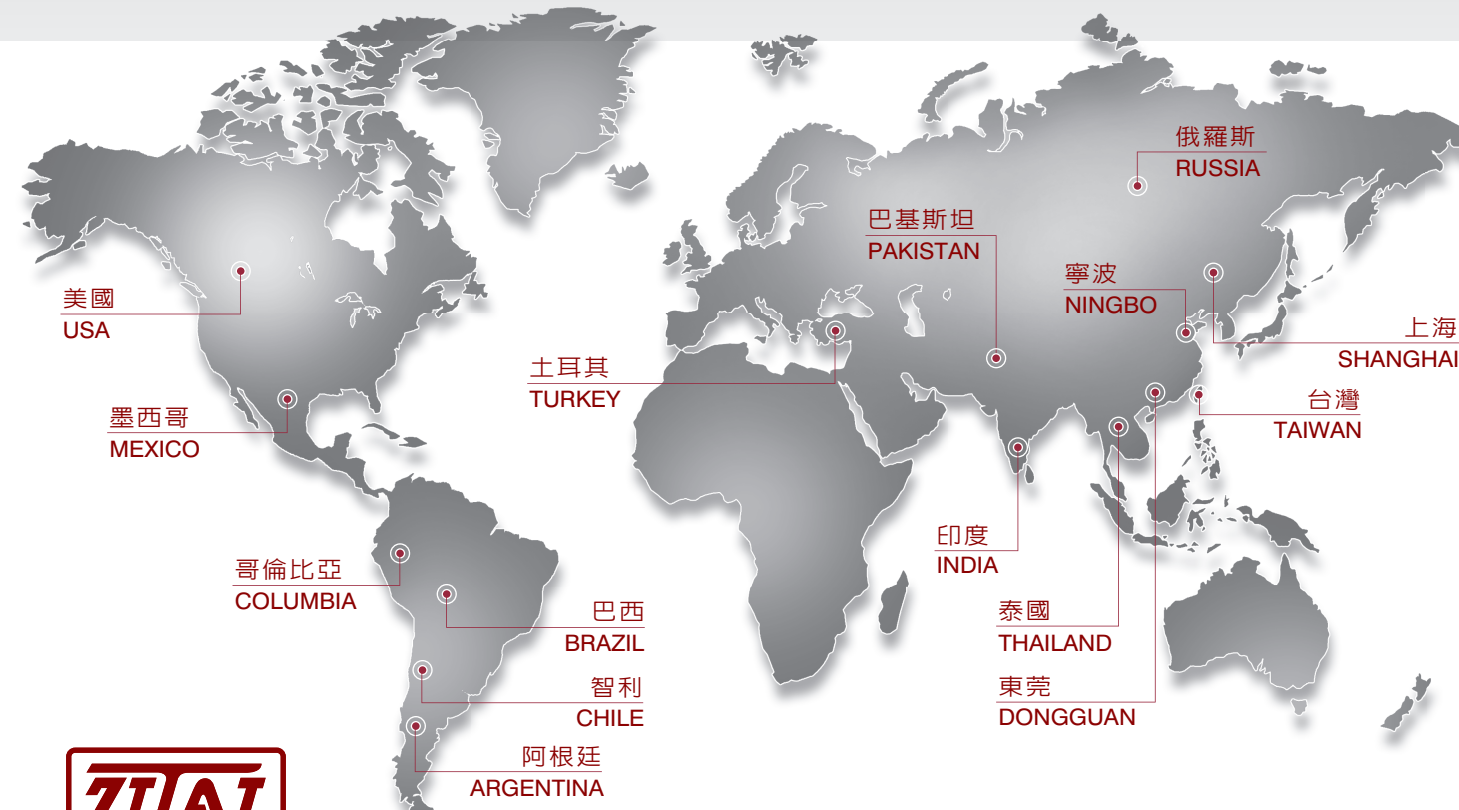 俄羅斯
RUSSIA
巴基斯坦
PAKISTAN
寧波
NINGBO
美國
USA
上海
SHANGHAI
土耳其
TURKEY
台灣
TAIWAN
墨西哥
MEXICO
印度
INDIA
哥倫比亞
COLUMBIA
巴西
BRAZIL
泰國
THAILAND
智利
CHILE
東莞
DONGGUAN
阿根廷
ARGENTINA
ZITAI